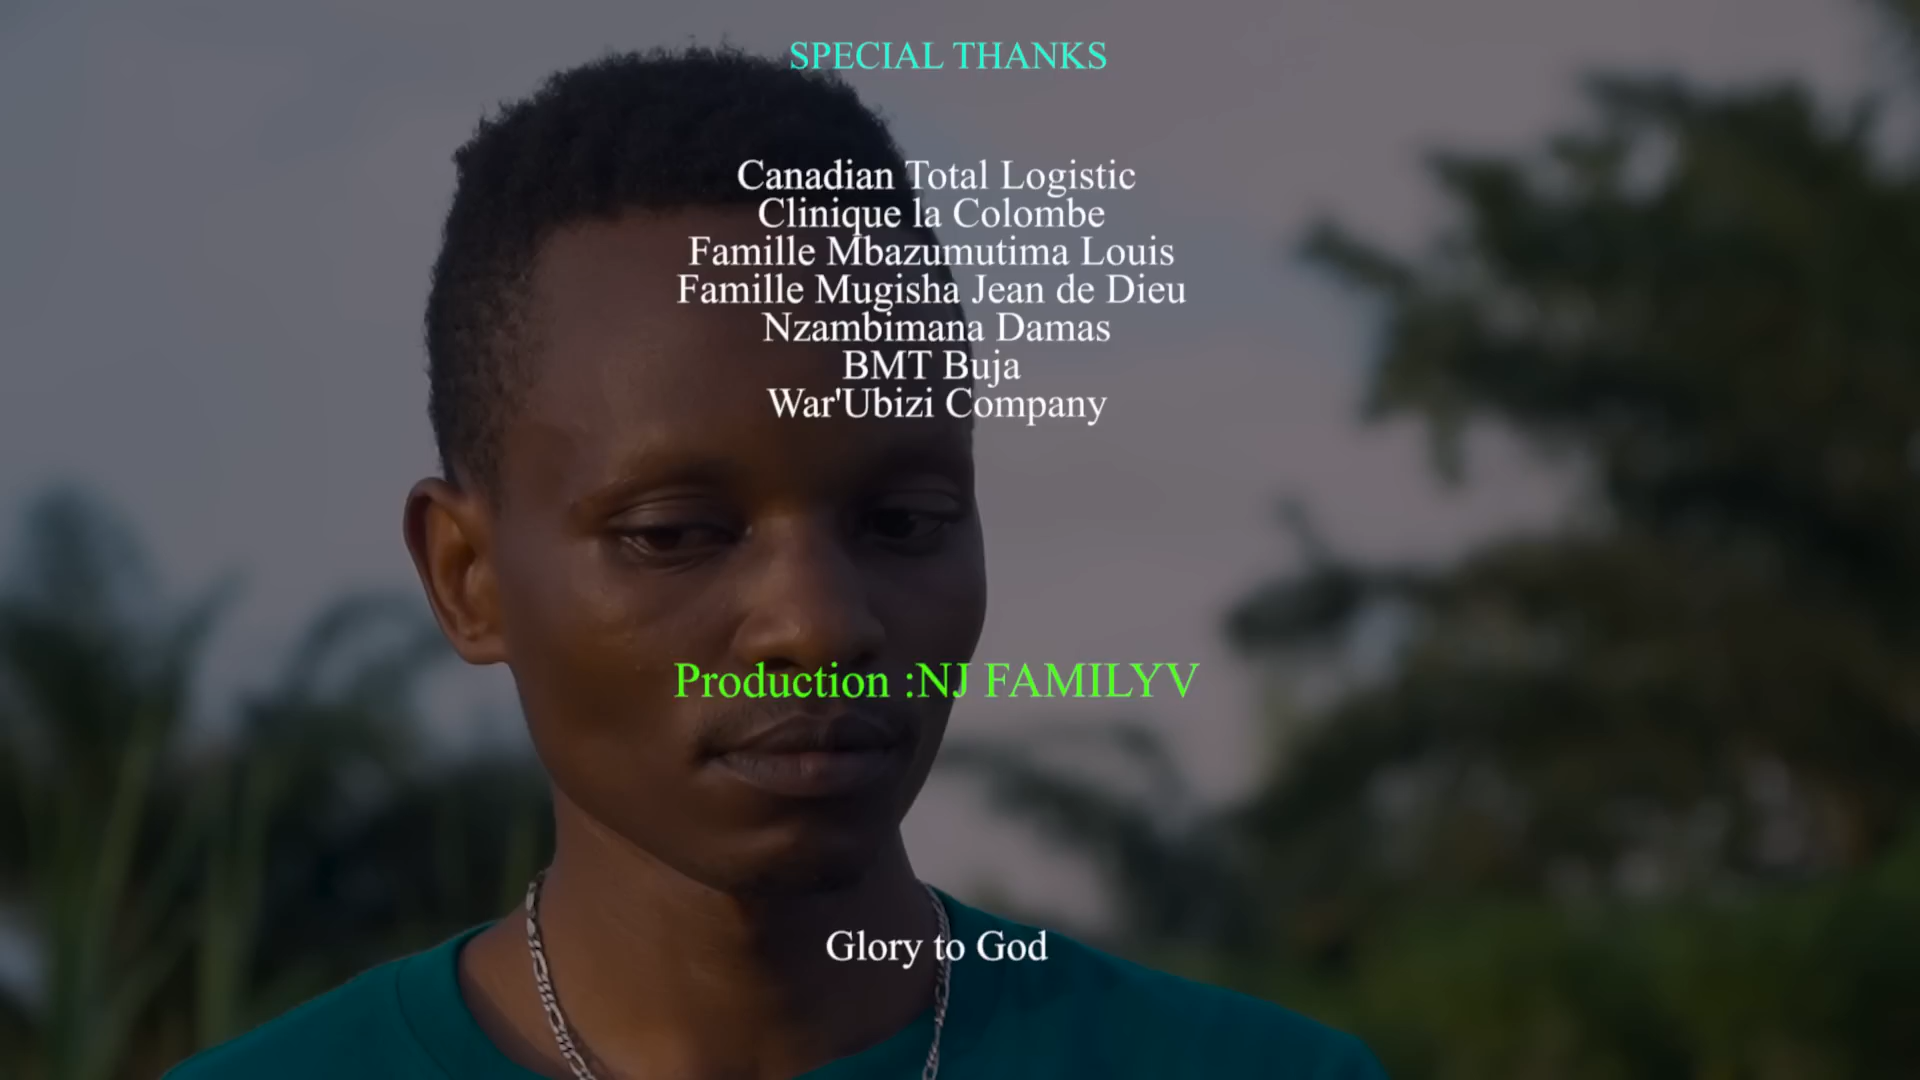 SPECIAL THANKS
Canadian Total Logistic
Clinique la Colombe
Famille Mbazumutima Louis
Famille Mugisha Jean de Dieu
Nzambimana Damas
BMT Buja
War'Ubizi Company
Production :NJ FAMILYV
Glory to God